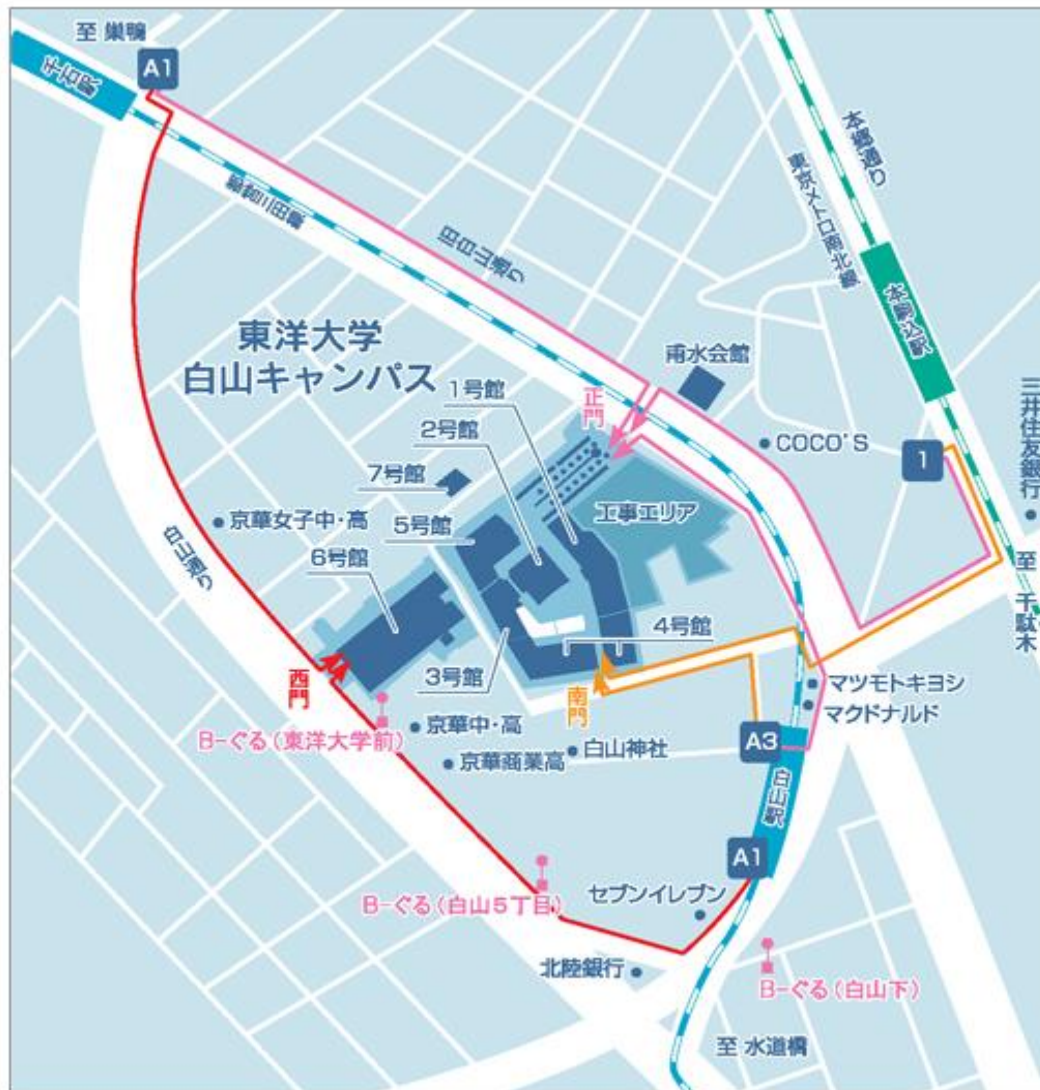 至 巣鴨
A1
千石駅
都営三田線
旧白山通り
本郷通り
東京メトロ南北線
本駒込駅
三井住友銀行
至 千駄木
1
東洋大学
白山キャンパス
甫水会館
正門
COCO'S
1号館
2号館
7号館
5号館
6号館
工事エリア
京華女子中・高
白山通り
4号館
3号館
西門
南門
マツモトキヨシ
マクドナルド
B-ぐる(東洋大学前)
京華中・高
白山神社
京華商業高
A3
白山駅
A1
セブンイレブン
B-ぐる(白山5丁目)
北陸銀行
B-ぐる(白山下)
至 水道橋